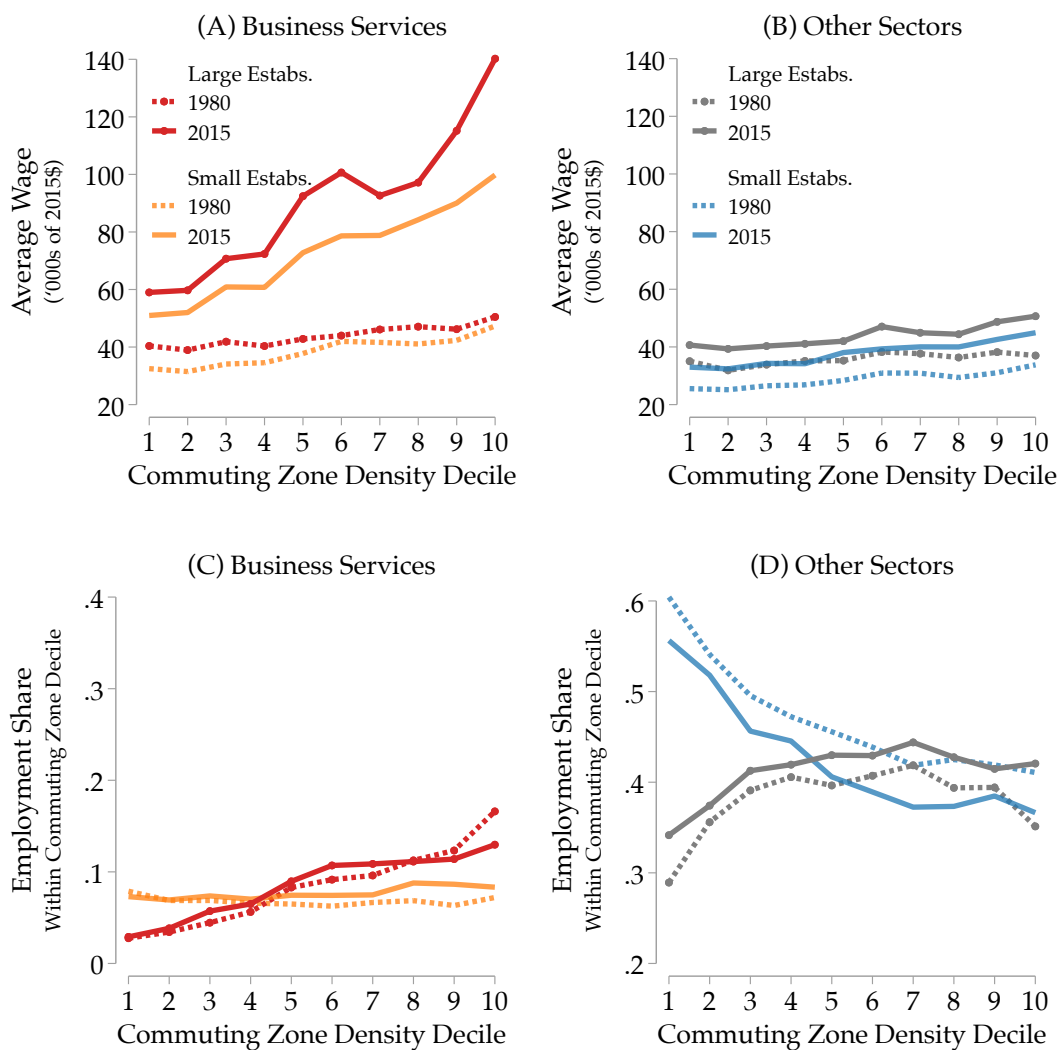 (A) Business Services
Average Wage
('000s of 2015$)
140
120
100
80
60
40
20
Large Estabs.
1980
2015
Small Estabs.
1980
2015
1 2 3 4 5 6 7 8 9 10
Commuting Zone Density Decile
(B) Other Sectors
Average Wage
('000s of 2015$)
140
120
100
80
60
40
20
Large Estabs.
1980
2015
Small Estabs.
1980
2015
1 2 3 4 5 6 7 8 9 10
Commuting Zone Density Decile
(C) Business Services
Employment Share
Within Commuting Zone Decile
.4
.3
.2
.1
0
1 2 3 4 5 6 7 8 9 10
Commuting Zone Density Decile
(D) Other Sectors
Employment Share
Within Commuting Zone Decile
.6
.5
.4
.3
.2
1 2 3 4 5 6 7 8 9 10
Commuting Zone Density Decile